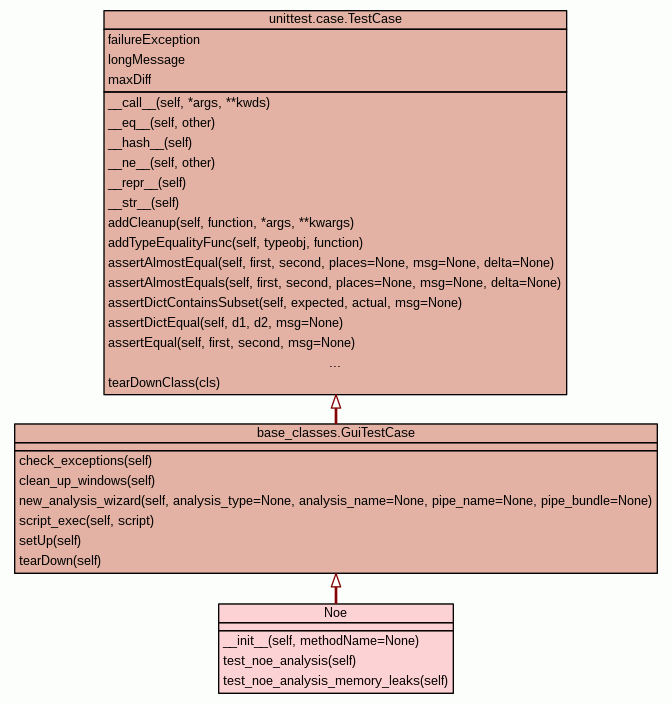 unittest.case.TestCase
failureException
longMessage
maxDiff
__call__(self, *args, **kwds)
__eq__(self, other)
__hash__(self)
__ne__(self, other)
__repr__(self)
__str__(self)
addCleanup(self, function, *args, **kwargs)
addTypeEqualityFunc(self, typeobj, function)
assertAlmostEqual(self, first, second, places=None, msg=None, delta=None)
assertAlmostEquals(self, first, second, places=None, msg=None, delta=None)
assertDictContainsSubset(self, expected, actual, msg=None)
assertDictEqual(self, d1, d2, msg=None)
assertEqual(self, first, second, msg=None)
...
tearDownClass(cls)
base_classes.GuiTestCase
check_exceptions(self)
clean_up_windows(self)
new_analysis_wizard(self, analysis_type=None, analysis_name=None, pipe_name=None, pipe_bundle=None)
script_exec(self, script)
setUp(self)
tearDown(self)
Noe
__init__(self, methodName=None)
test_noe_analysis(self)
test_noe_analysis_memory_leaks(self)